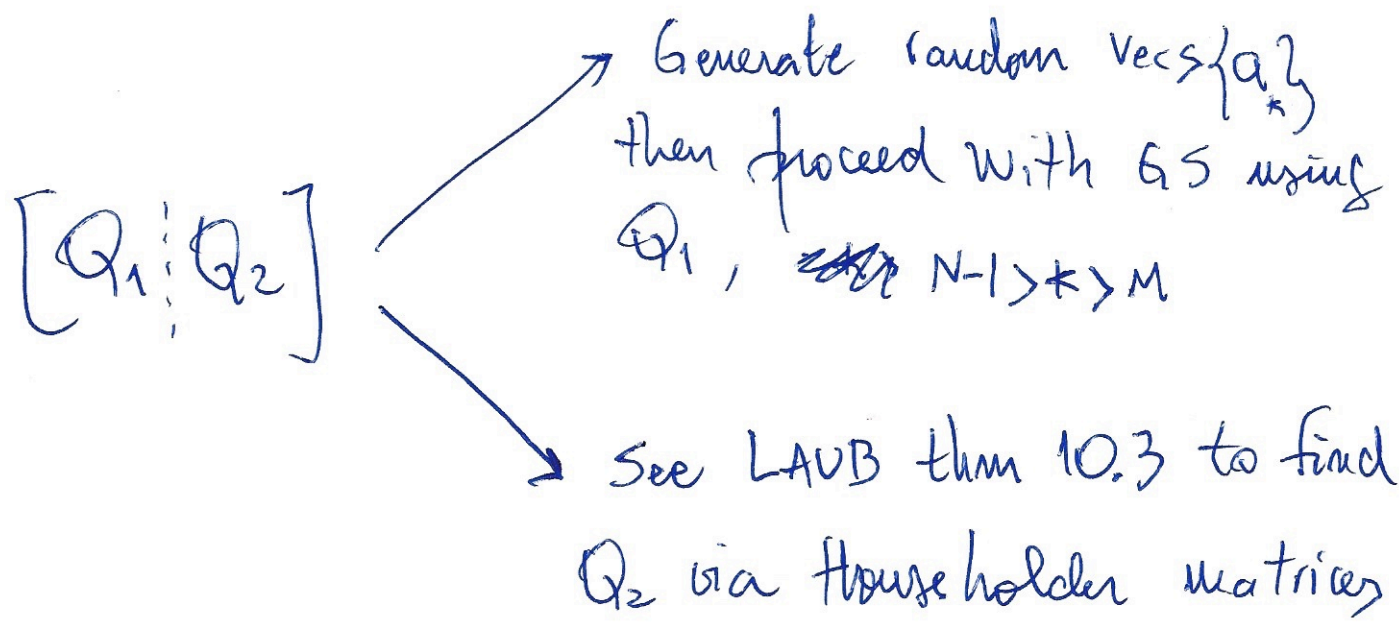 Generate random vecs {a_k}
then proceed with GS using
[Q₁ ⋮ Q₂]
Q₁, N-1>k>M
See LAUB thm 10.3 to find
Q₂ via Householder matrices